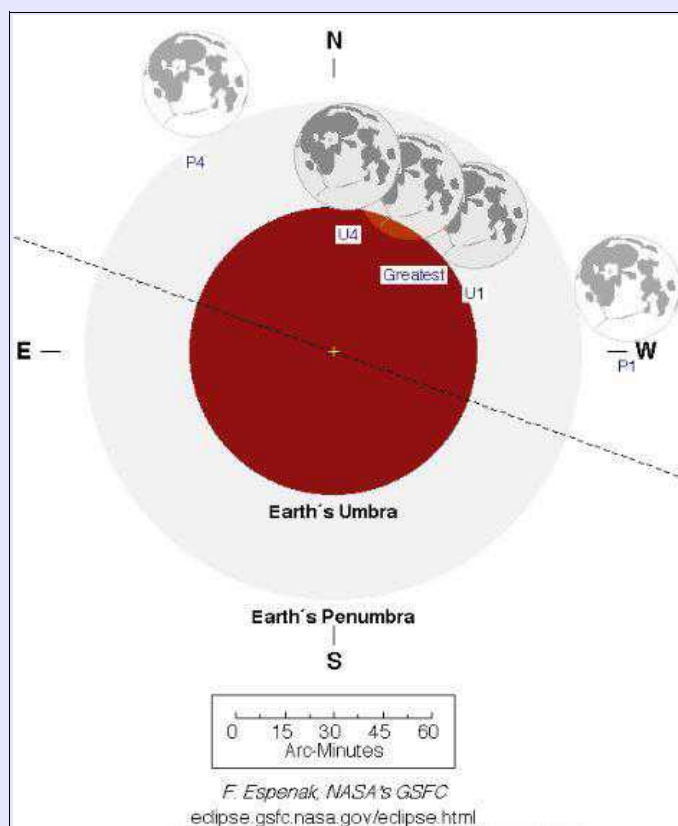 N
P4
U4
Greatest
U1
E
W
P1
Earth´s Umbra
Earth´s Penumbra
S
0 15 30 45 60
Arc-Minutes
F. Espenak, NASA's GSFC
eclipse.gsfc.nasa.gov/eclipse.html